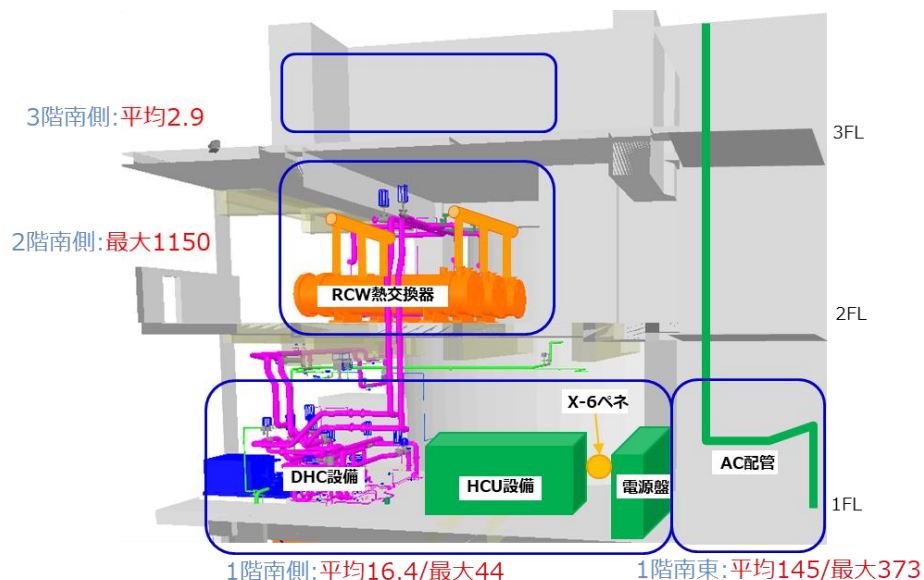 3階南側:平均2.9
3FL
2階南側:最大1150
RCW熱交換器
2FL
X-6ペネ
DHC設備
HCU設備
電源盤
AC配管
1FL
1階南側:平均16.4/最大44
1階南東:平均145/最大373